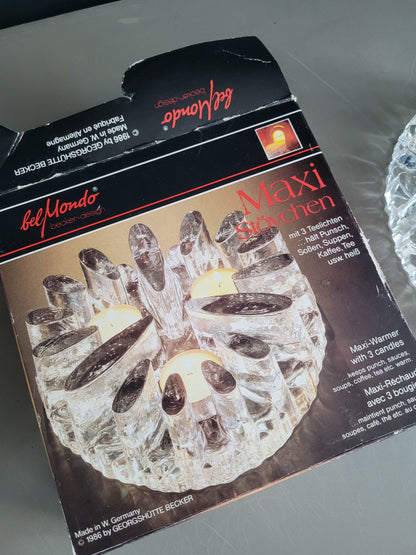 © 1986 by GEORGSHÜTTE BECKER
Made in W. Germany
Fabriqué en Allemagne
bel Mondo®
becker-design
bel Mondo®
becker-design
Maxi
Stövchen
mit 3 Teelichten
...hält Punsch,
Soßen, Suppen,
Kaffee, Tee
usw. heiß
Maxi-Warmer
with 3 candles
...keeps punch, sauces,
soups, coffee, tea etc. warm
Maxi-Réchaud
avec 3 boug
...maintient punch, sau
soupes, café, thé etc. au
Made in W. Germany
© 1986 by GEORGSHÜTTE BECKER